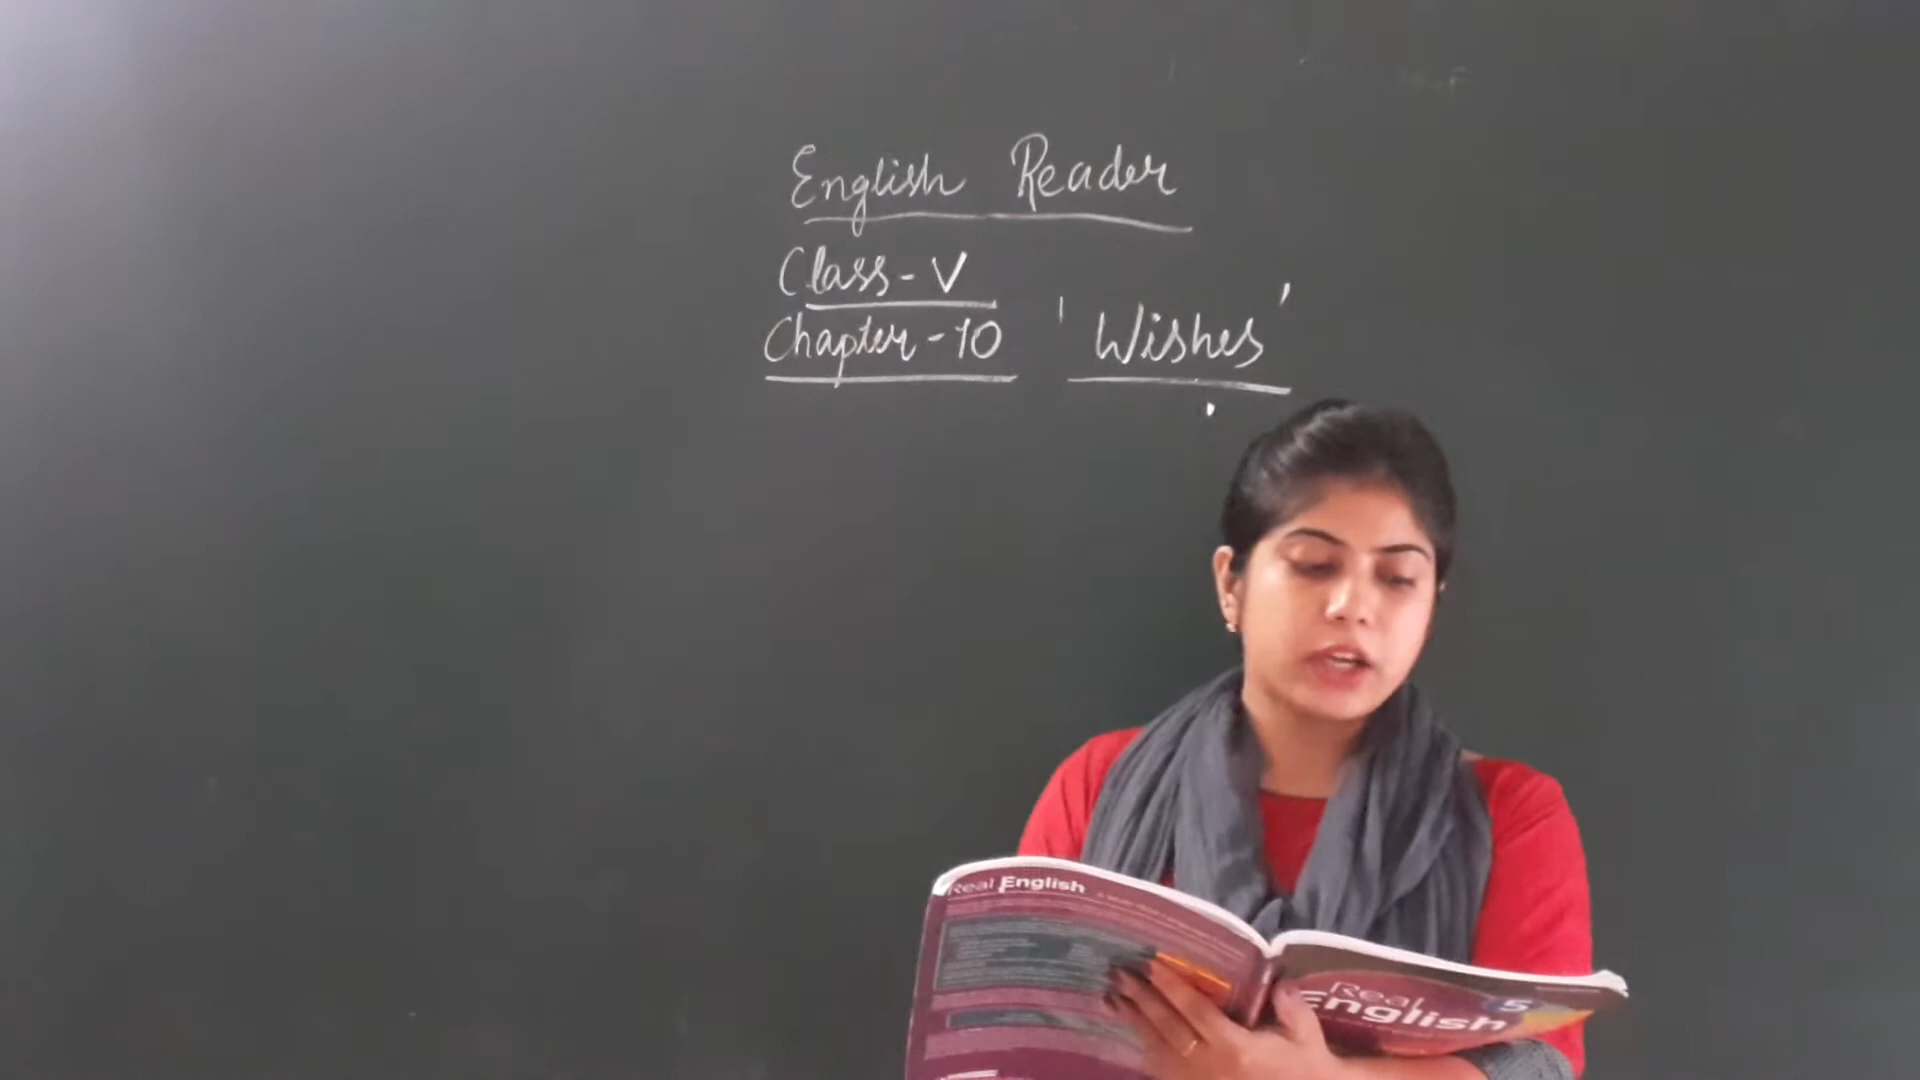 English Reader
Class-V
Chapter-10 'Wishes'
Real English
Real
English
5